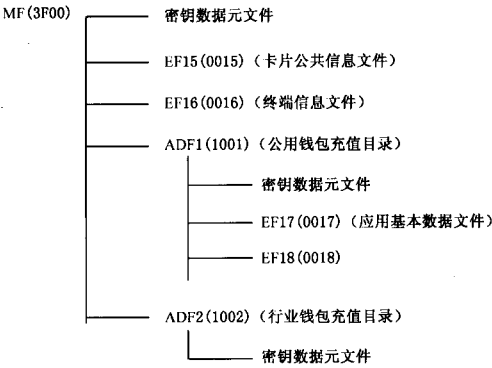 MF(3F00)
密钥数据元文件
EF15(0015)（卡片公共信息文件）
EF16(0016)（终端信息文件）
ADF1(1001)（公用钱包充值目录）
密钥数据元文件
EF17(0017)（应用基本数据文件）
EF18(0018)
ADF2(1002)（行业钱包充值目录）
密钥数据元文件